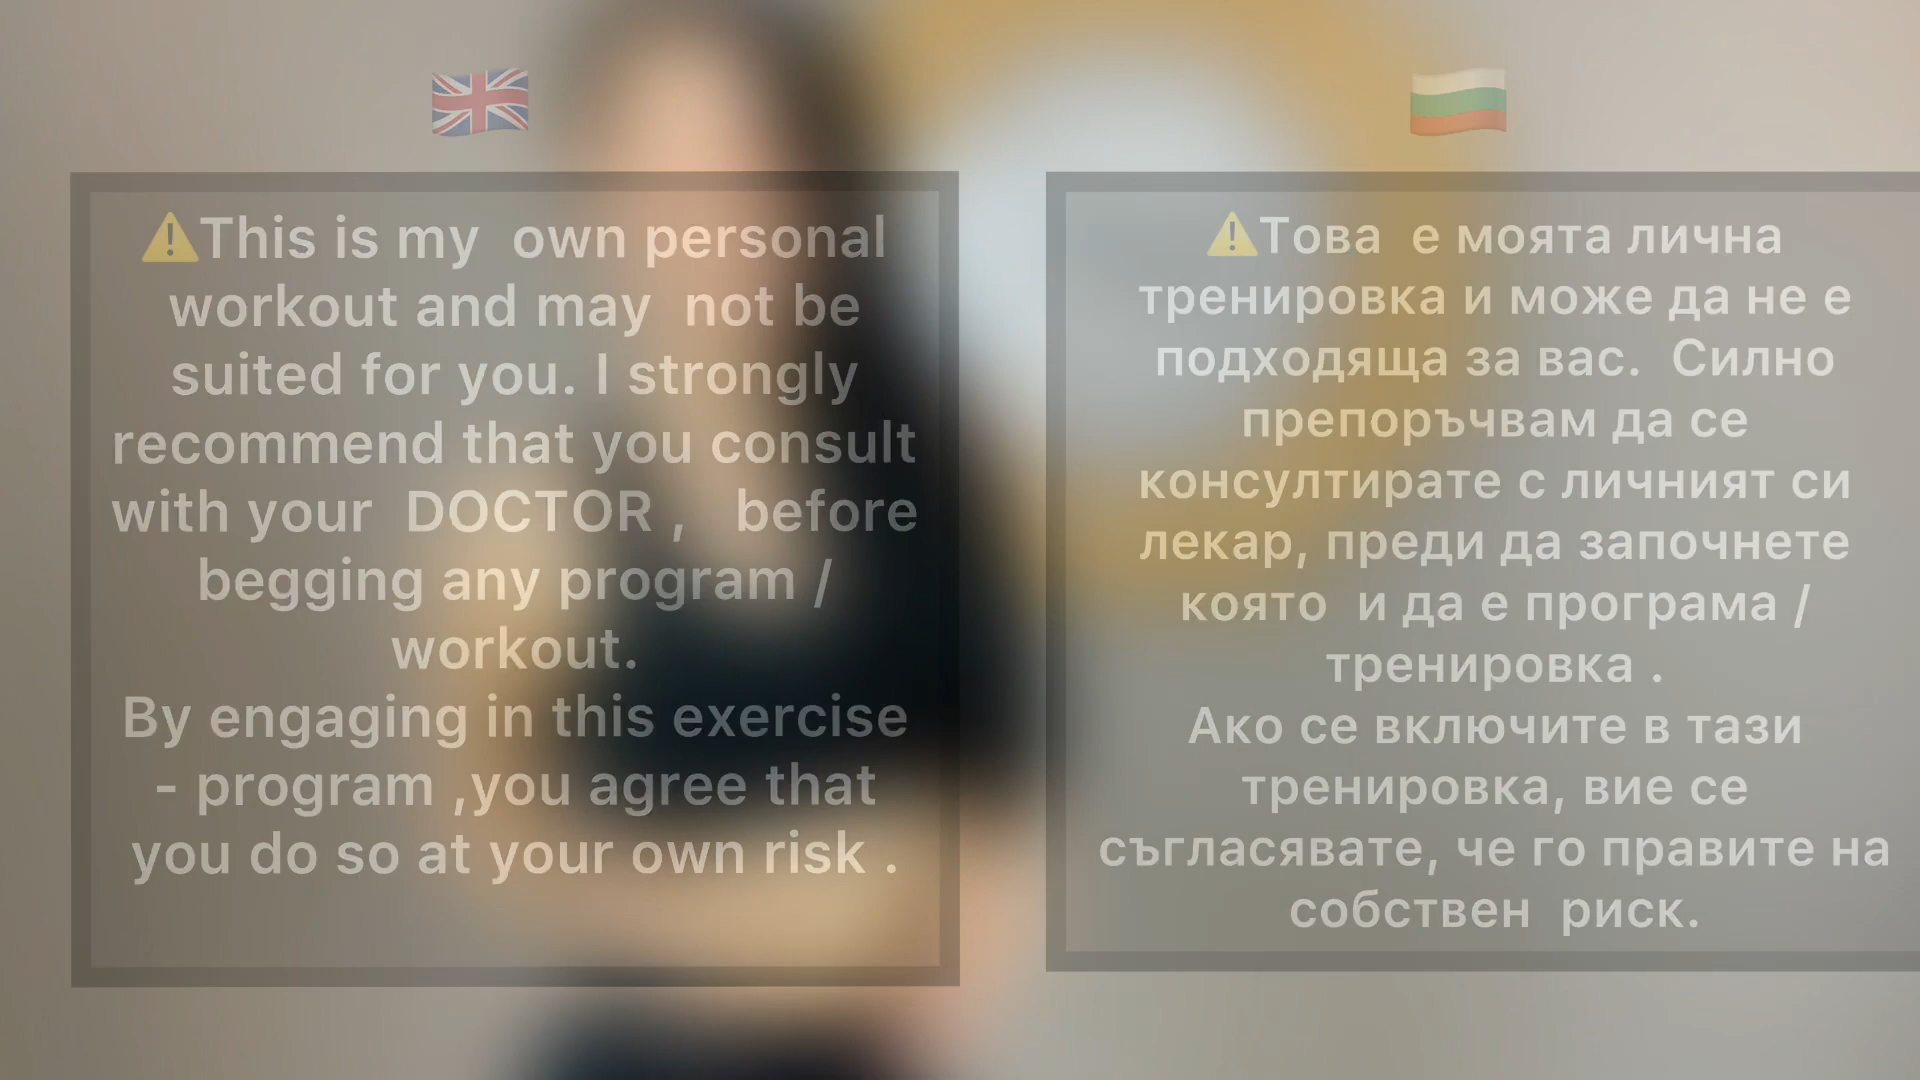 ⚠️This is my own personal
workout and may not be
suited for you. I strongly
recommend that you consult
with your DOCTOR , before
begging any program /
workout.
By engaging in this exercise
- program ,you agree that
you do so at your own risk .
⚠️Това е моята лична
тренировка и може да не е
подходяща за вас. Силно
препоръчвам да се
консултирате с личният си
лекар, преди да започнете
която и да е програма /
тренировка .
Ако се включите в тази
тренировка, вие се
съгласявате, че го правите на
собствен риск.